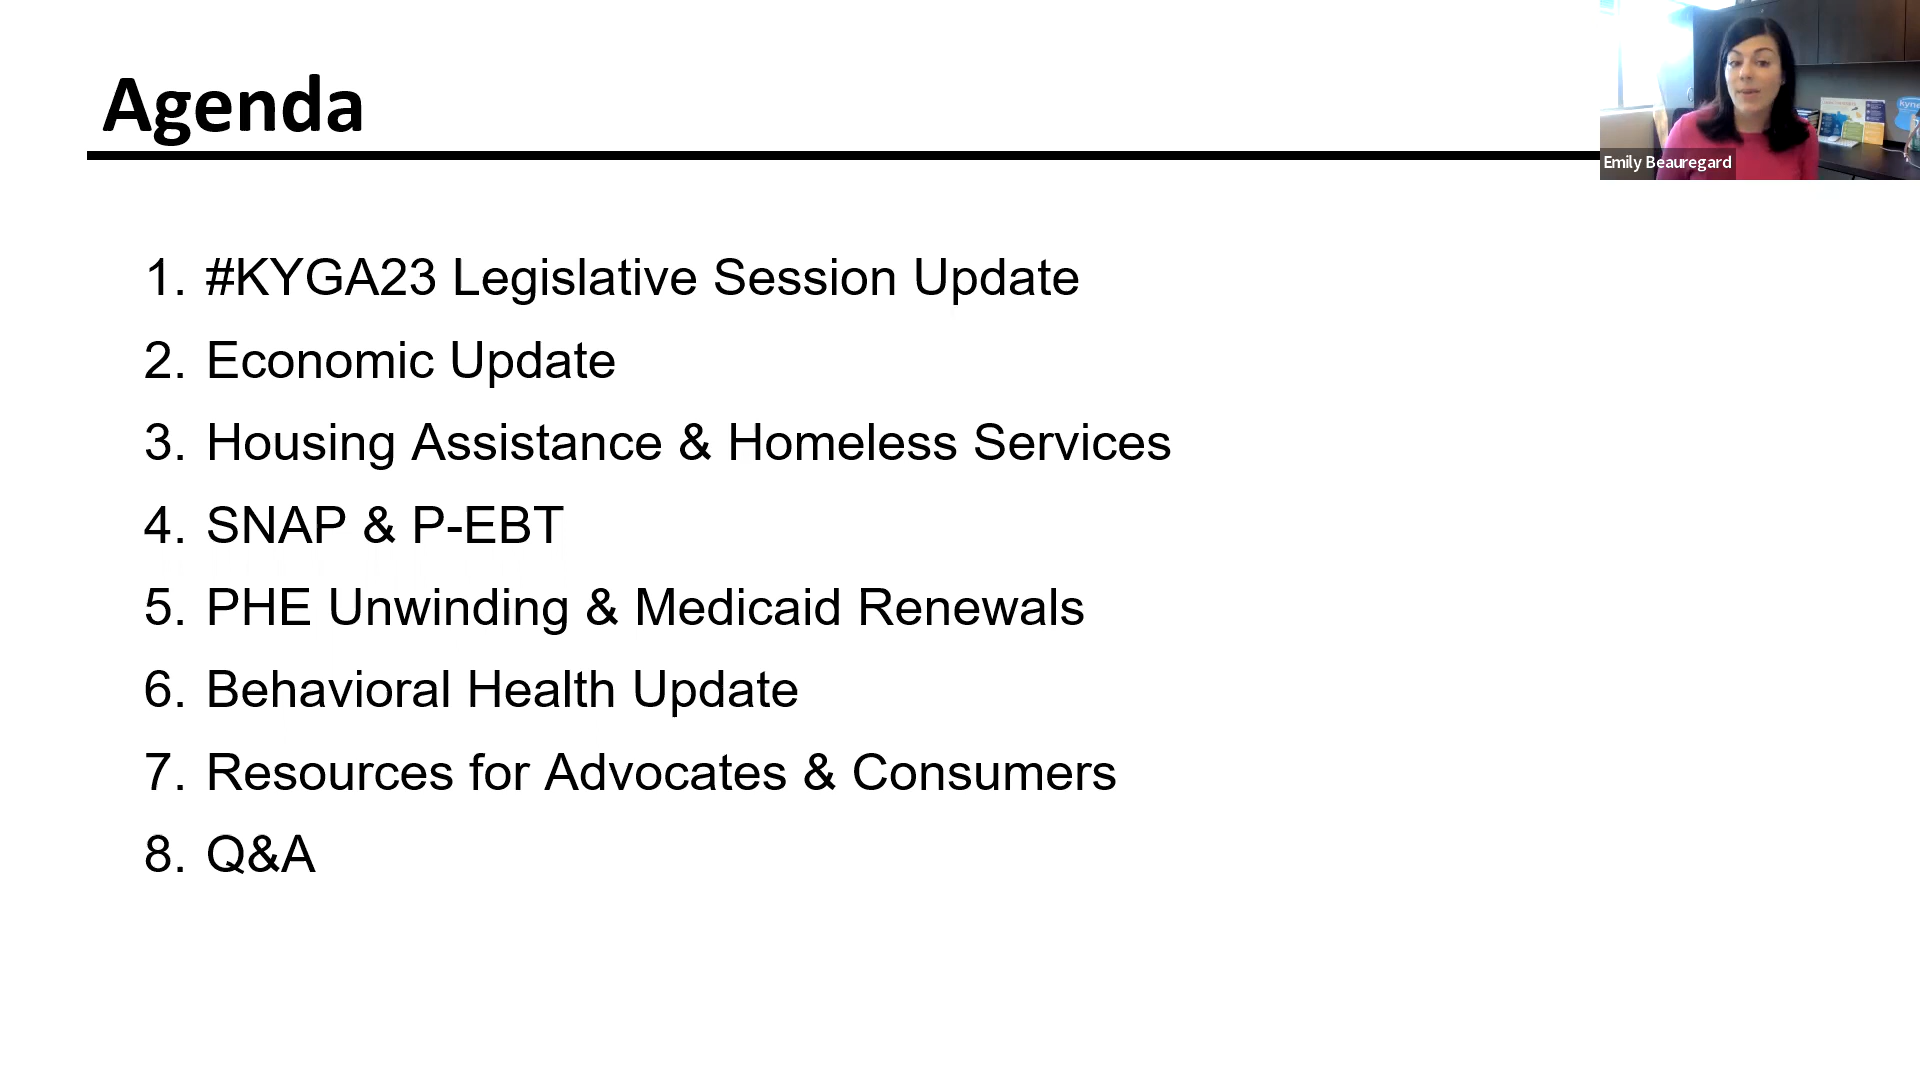 Agenda
Emily Beauregard
1. #KYGA23 Legislative Session Update
2. Economic Update
3. Housing Assistance & Homeless Services
4. SNAP & P-EBT
5. PHE Unwinding & Medicaid Renewals
6. Behavioral Health Update
7. Resources for Advocates & Consumers
8. Q&A